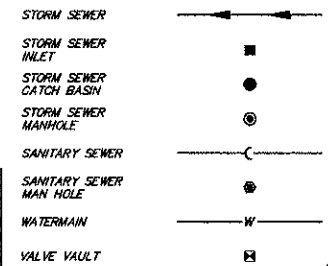 STORM SEWER
STORM SEWER
INLET
STORM SEWER
CATCH BASIN
STORM SEWER
MANHOLE
SANITARY SEWER
SANITARY SEWER
MAN HOLE
WATERMAIN W
VALVE VAULT